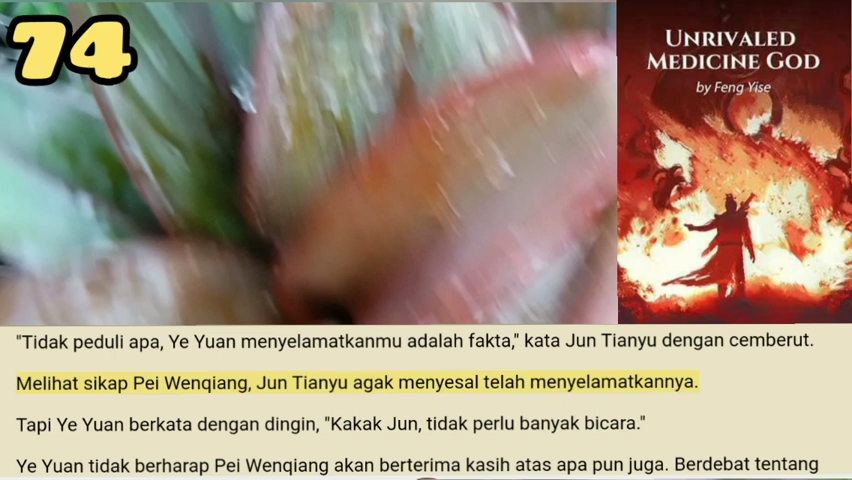 74
UNRIVALED
MEDICINE GOD
by Feng Yise
"Tidak peduli apa, Ye Yuan menyelamatkanmu adalah fakta," kata Jun Tianyu dengan cemberut.
Melihat sikap Pei Wenqiang, Jun Tianyu agak menyesal telah menyelamatkannya.
Tapi Ye Yuan berkata dengan dingin, "Kakak Jun, tidak perlu banyak bicara."
Ye Yuan tidak berharap Pei Wenqiang akan berterima kasih atas apa pun juga. Berdebat tentang